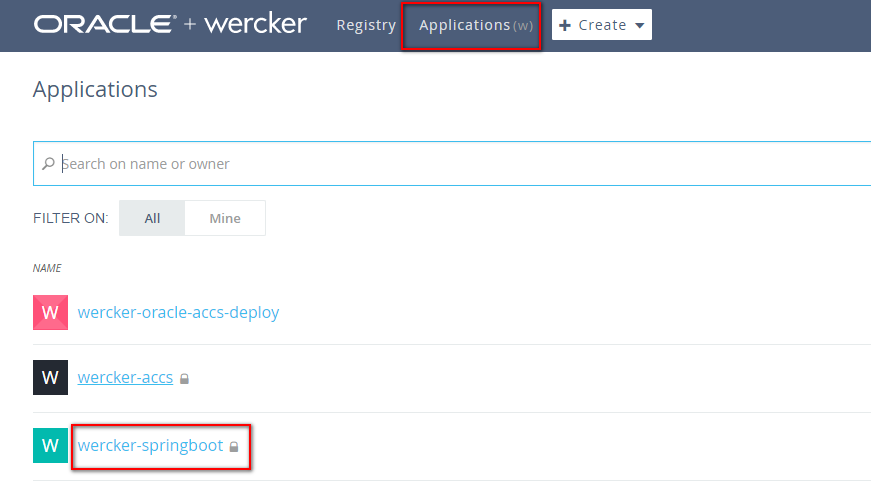 ORACLE + wercker Registry Applications (w) + Create
Applications
Search on name or owner
FILTER ON: All Mine
NAME
W wercker-oracle-accs-deploy
W wercker-accs
W wercker-springboot